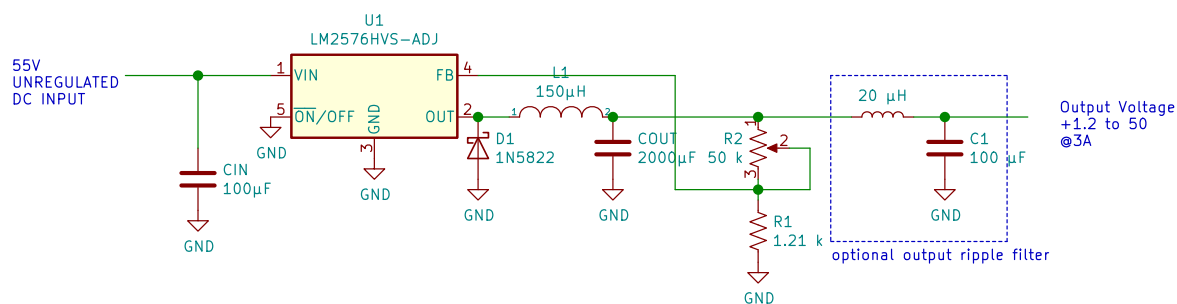 U1
LM2576HVS-ADJ
55V
UNREGULATED
DC INPUT
1
VIN
FB
4
5
ON/OFF
GND
3
OUT
2
GND
GND
CIN
100µF
GND
L1
150µH
1
2
D1
1N5822
GND
COUT
2000µF
GND
R2
50 k
1
2
3
R1
1.21 k
GND
20 µH
C1
100 µF
GND
optional output ripple filter
Output Voltage
+1.2 to 50
@3A